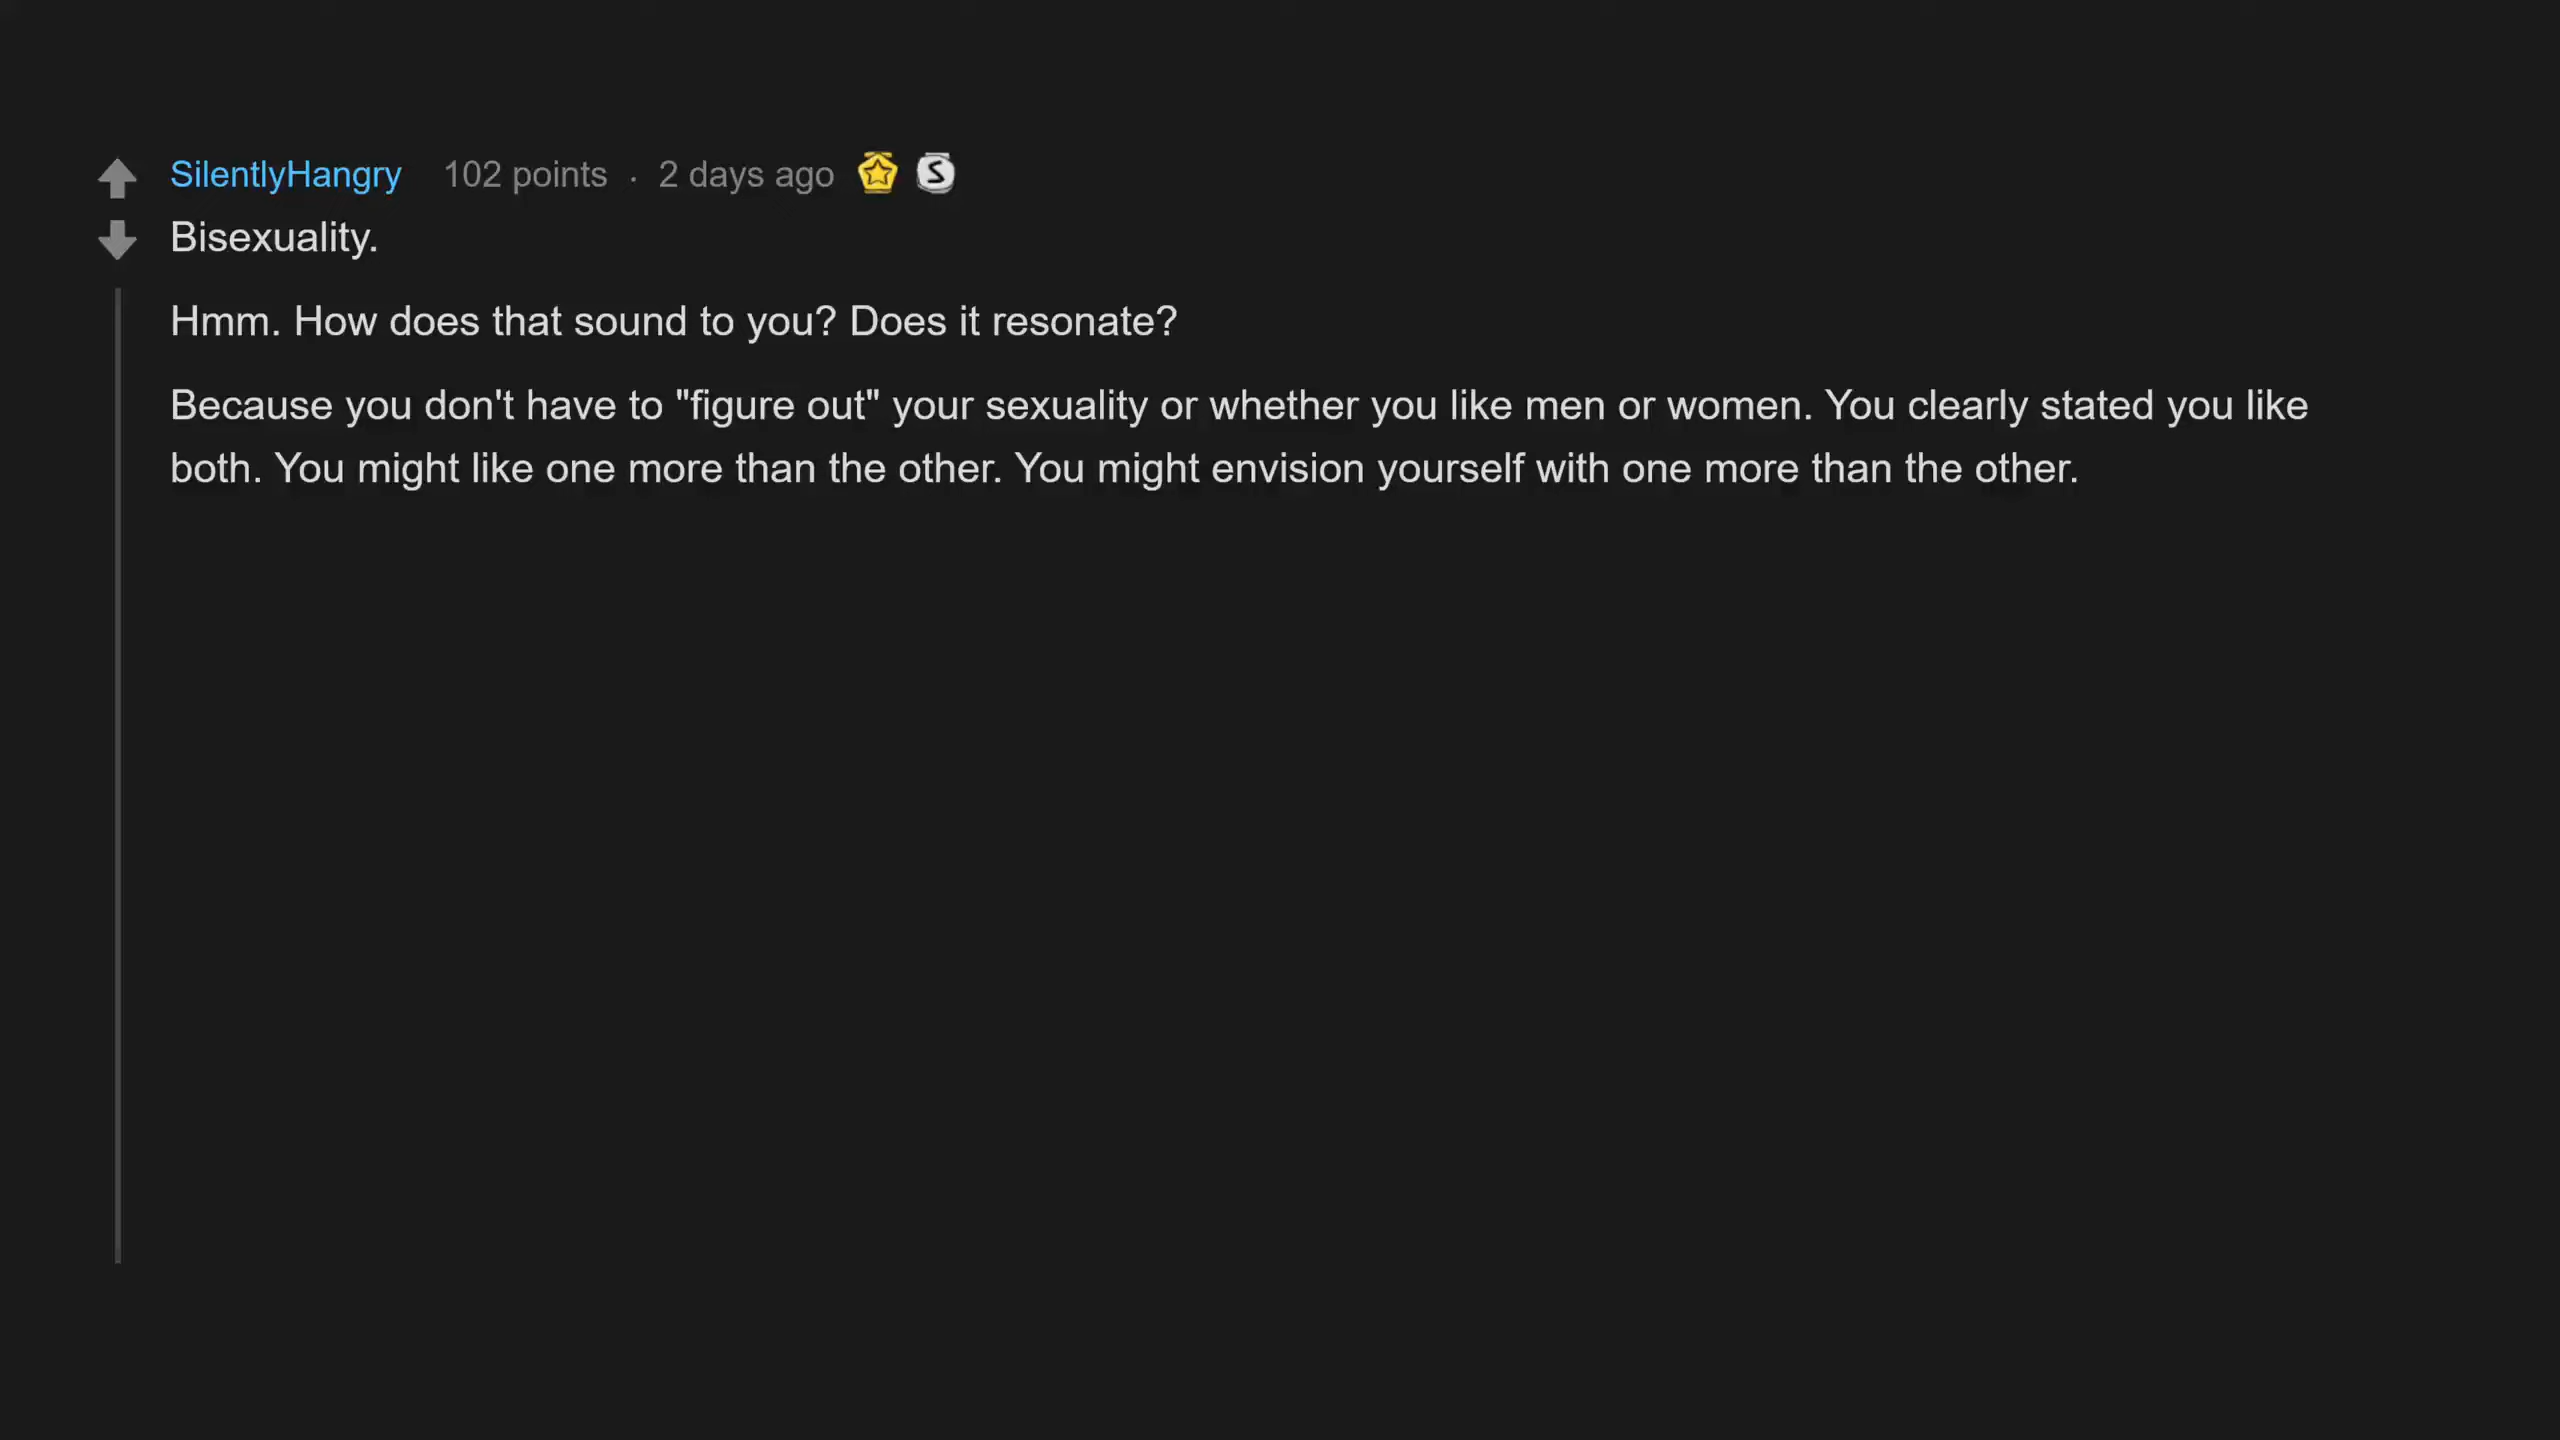 SilentlyHangry 102 points · 2 days ago S
Bisexuality.
Hmm. How does that sound to you? Does it resonate?
Because you don't have to "figure out" your sexuality or whether you like men or women. You clearly stated you like
both. You might like one more than the other. You might envision yourself with one more than the other.